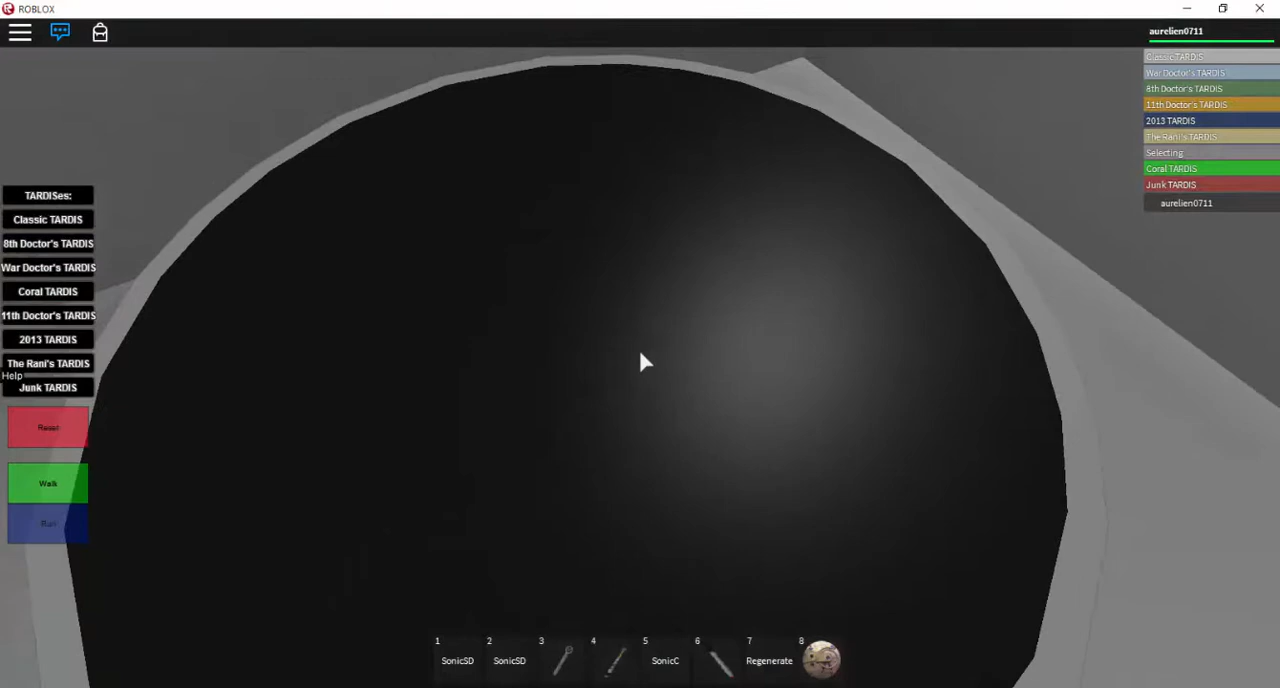 ROBLOX
aurelien0711
Classic TARDIS
War Doctor's TARDIS
8th Doctor's TARDIS
11th Doctor's TARDIS
2013 TARDIS
The Rani's TARDIS
Selecting
Coral TARDIS
Junk TARDIS
aurelien0711
TARDISes:
Classic TARDIS
8th Doctor's TARDIS
War Doctor's TARDIS
Coral TARDIS
11th Doctor's TARDIS
2013 TARDIS
The Rani's TARDIS
Help
Junk TARDIS
Reset
Walk
Run
1 2 3 4 5 6 7 8
SonicSD SonicSD SonicC Regenerate